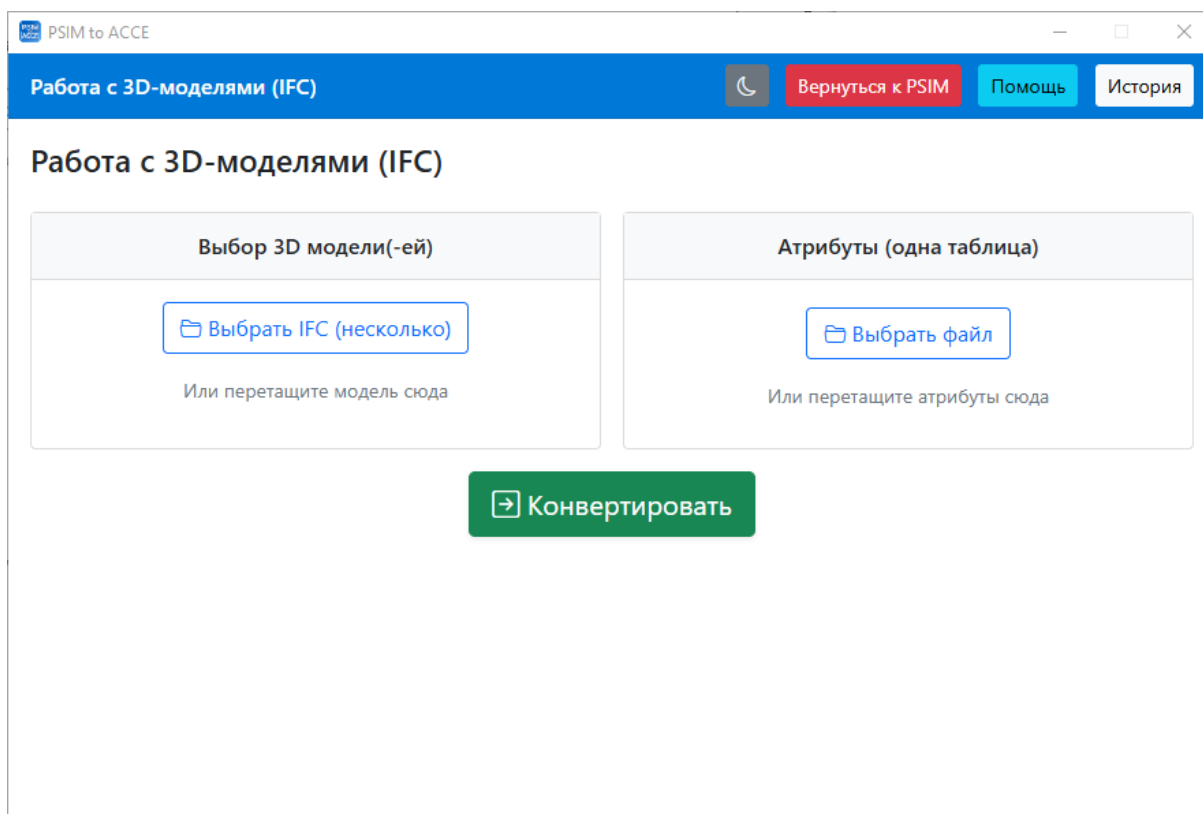 PSIM to ACCE
Работа с 3D-моделями (IFC)
Вернуться к PSIM
Помощь
История
Работа с 3D-моделями (IFC)
Выбор 3D модели(-ей)
Атрибуты (одна таблица)
Выбрать IFC (несколько)
Выбрать файл
Или перетащите модель сюда
Или перетащите атрибуты сюда
Конвертировать